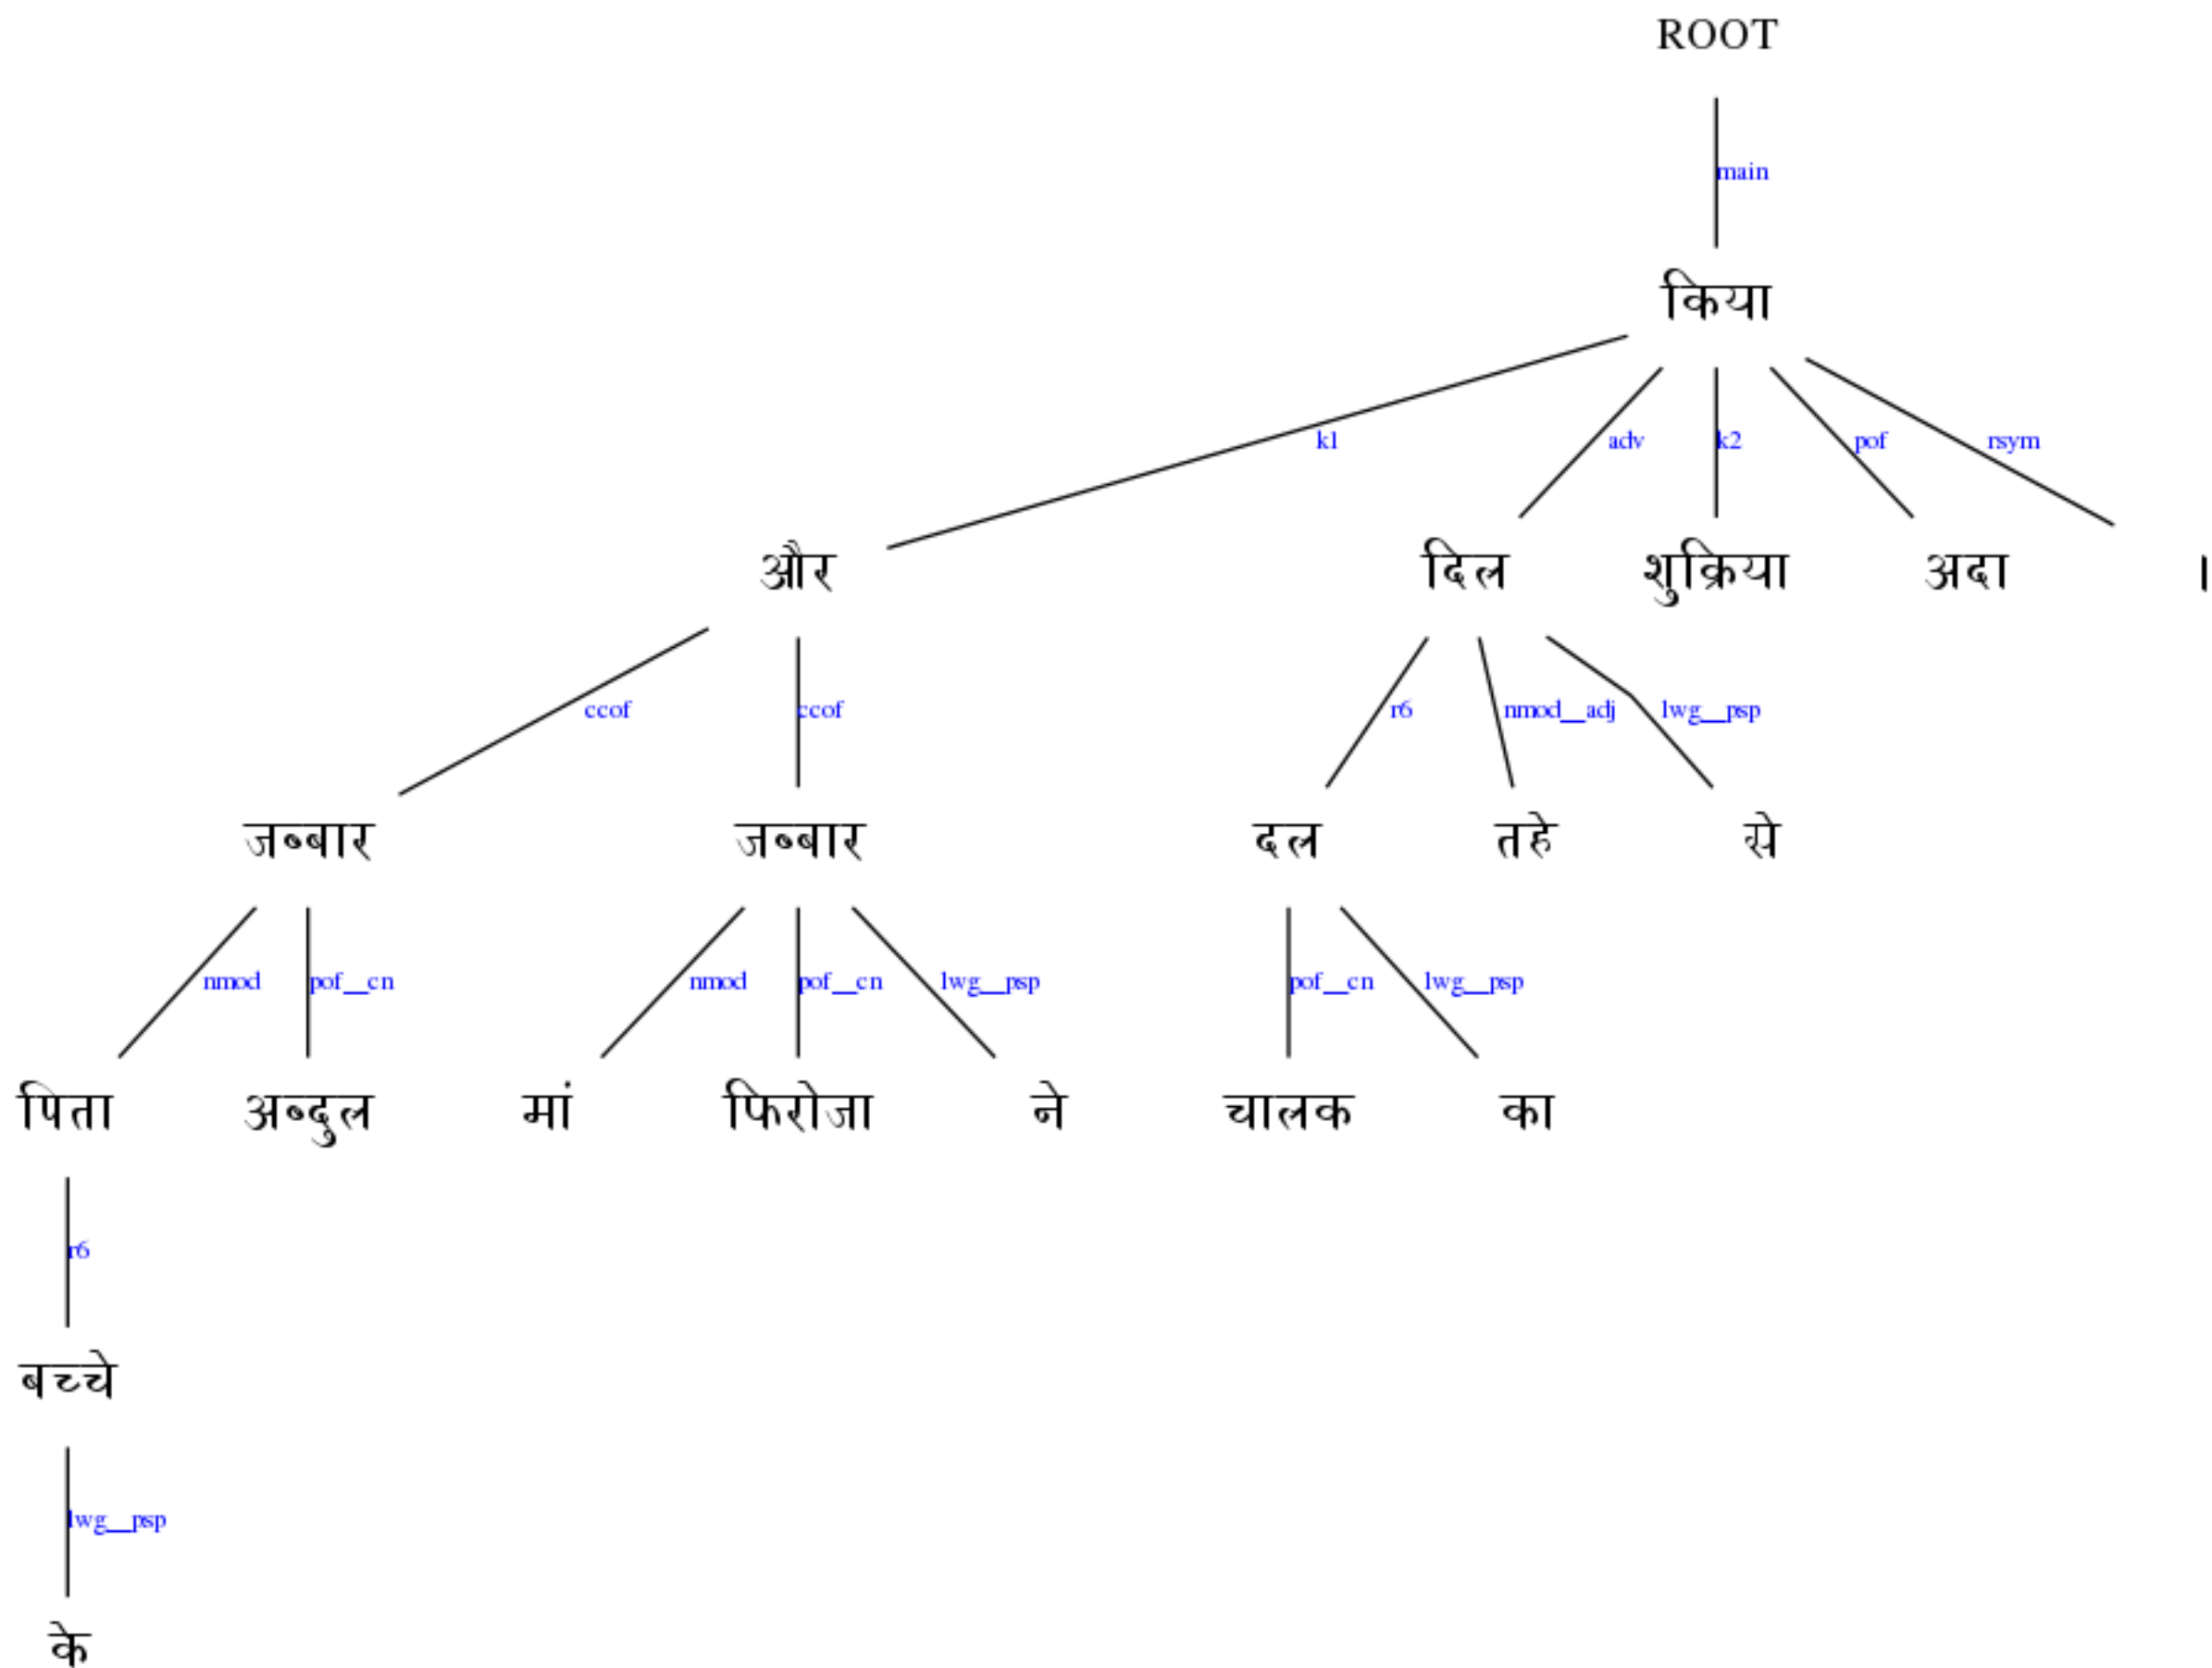 ROOT
main
किया
k1 adv k2 pof rsym
और दिल शुक्रिया अदा ।
ccof ccof r6 nmod__adj lwg__psp
जब्बार जब्बार दल तहे से
nmod pof__cn nmod pof__cn lwg__psp pof__cn lwg__psp
पिता अब्दुल मां फिरोजा ने चालक का
r6
बच्चे
lwg__psp
के